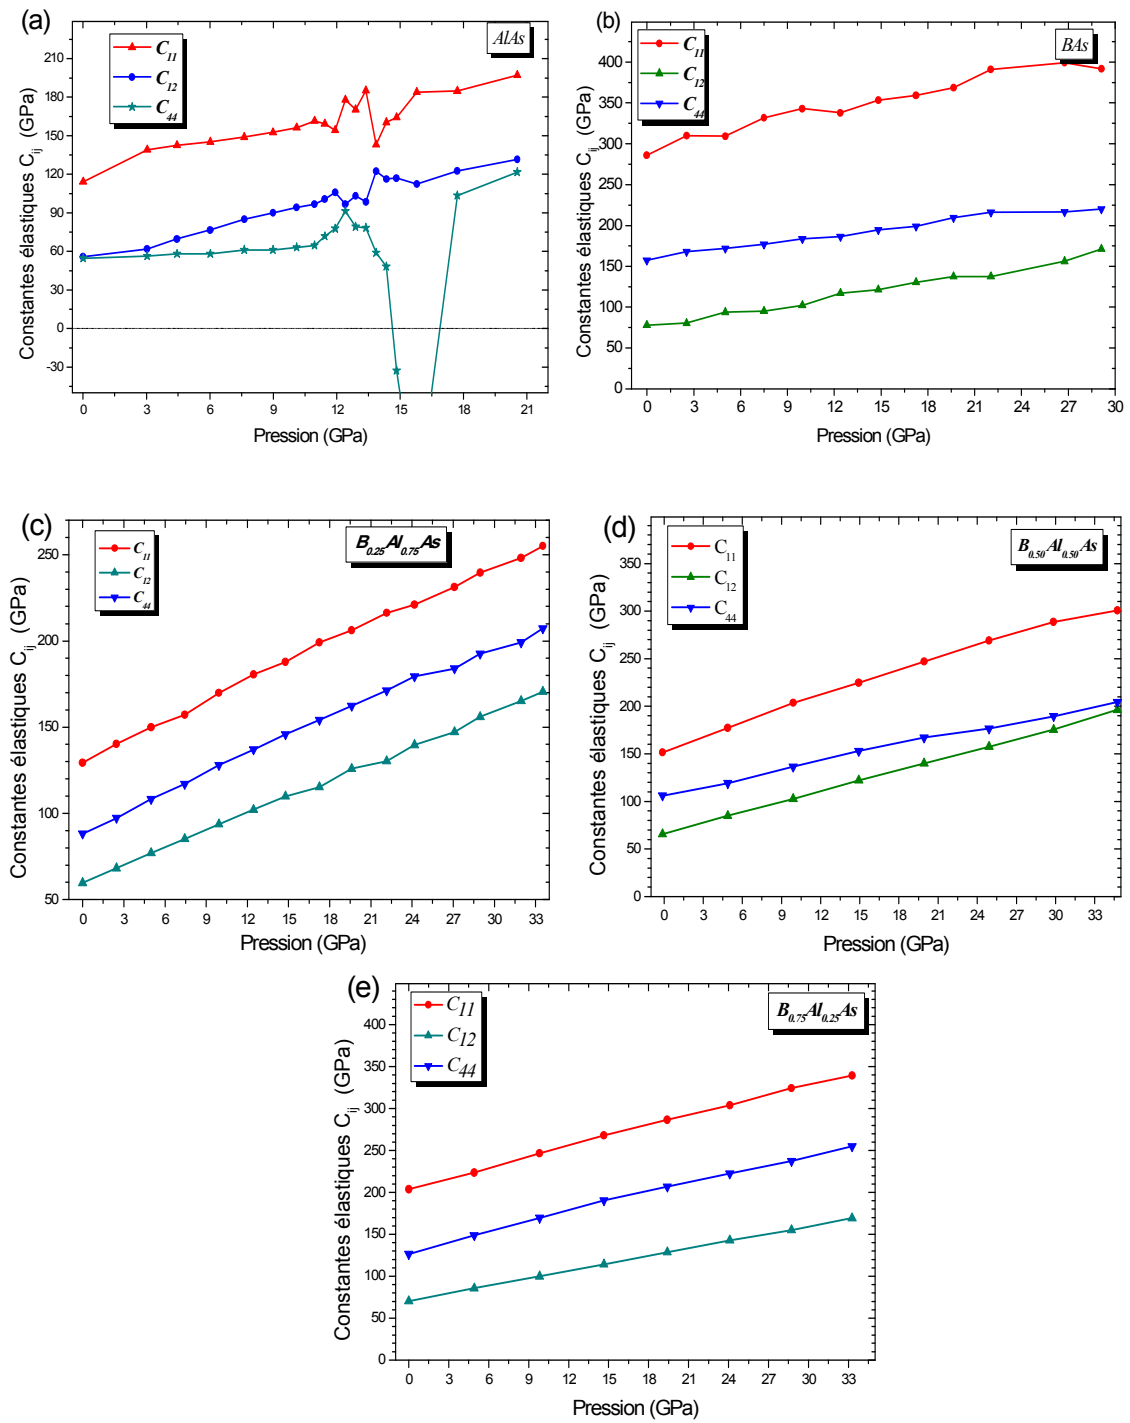 (a)
AlAs
C11
C12
C44
210
180
150
120
90
60
30
0
-30
Constantes élastiques Cij (GPa)
0 3 6 9 12 15 18 21
Pression (GPa)
(b)
BAs
C11
C12
C44
400
350
300
250
200
150
100
50
0
Constantes élastiques Cij (GPa)
0 3 6 9 12 15 18 21 24 27 30
Pression (GPa)
(c)
B0.25Al0.75As
C11
C12
C44
250
200
150
100
50
Constantes élastiques Cij (GPa)
0 3 6 9 12 15 18 21 24 27 30 33
Pression (GPa)
(d)
B0.50Al0.50As
C11
C12
C44
350
300
250
200
150
100
50
0
Constantes élastiques Cij (GPa)
0 3 6 9 12 15 18 21 24 27 30 33
Pression (GPa)
(e)
B0.75Al0.25As
C11
C12
C44
400
350
300
250
200
150
100
50
0
Constantes élastiques Cij (GPa)
0 3 6 9 12 15 18 21 24 27 30 33
Pression (GPa)